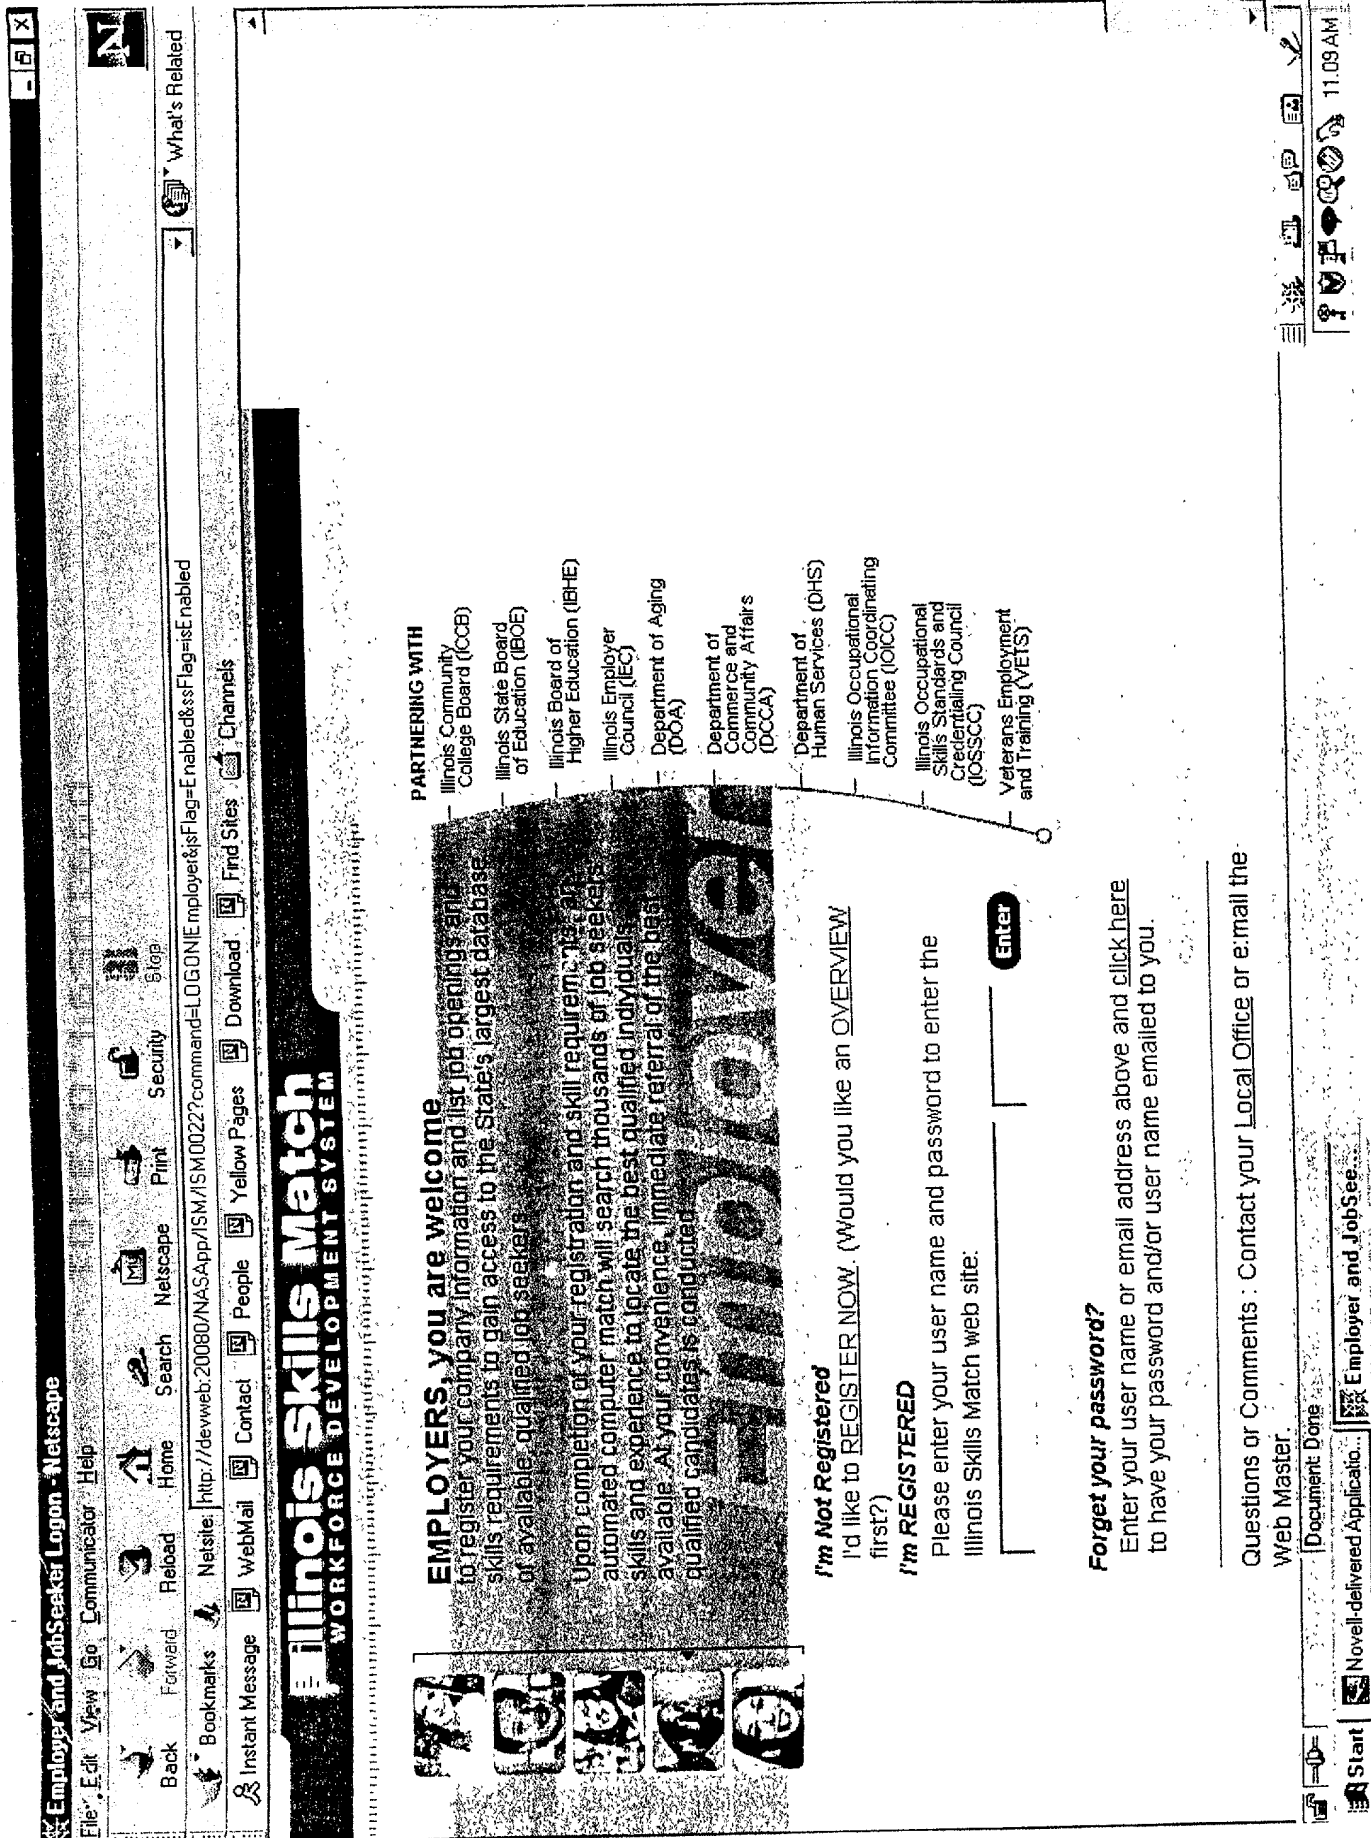 Employer and JobSeeker Logon - Netscape
File Edit View Go Communicator Help
Back Forward Reload Home Search Netscape Print Security Stop
Bookmarks Netsite: http://devweb:20080/NASApp/ISM/ISM0022?command=LOGON|Employer&jsFlag=Enabled&ssFlag=isEnabled What's Related
Instant Message WebMail Contact People Yellow Pages Download Find Sites Channels
illinois skills Match
WORKFORCE DEVELOPMENT SYSTEM
EMPLOYERS, you are welcome
to register your company information and list job openings and
skills requirements to gain access to the State's largest database
of available, qualified job seekers.
Upon completion of your registration and skill requirements, an
automated computer match will search thousands of job seekers
skills and experience to locate the best qualified individuals
available. At your convenience, immediate referral of the best
qualified candidates is conducted.
PARTNERING WITH
Illinois Community
College Board (ICCB)
Illinois State Board
of Education (IBOE)
Illinois Board of
Higher Education (IBHE)
Illinois Employer
Council (IEC)
Department of Aging
(DOA)
Department of
Commerce and
Community Affairs
(DCCA)
Department of
Human Services (DHS)
Illinois Occupational
Information Coordinating
Committee (IOICC)
Illinois Occupational
Skills Standards and
Credentialing Council
(IOSSCC)
Veterans Employment
and Training (VETS)
I'm Not Registered
I'd like to REGISTER NOW. (Would you like an OVERVIEW
first?)
I'm REGISTERED
Please enter your user name and password to enter the
Illinois Skills Match web site:
Enter
Forget your password?
Enter your user name or email address above and click here
to have your password and/or user name emailed to you.
Questions or Comments : Contact your Local Office or email the
Web Master.
Document: Done
Start Novell-delivered Applicatio... Employer and JobSee... 11:09 AM